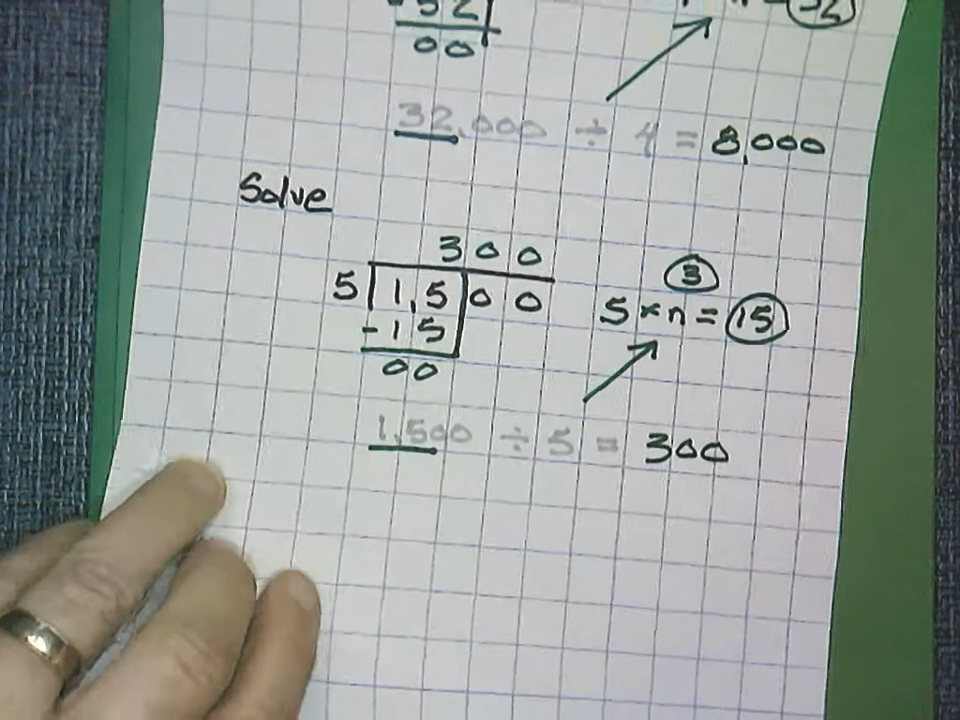 32
00
32,000 ÷ 4 = 8,000
Solve
300
3
5 1,500
5 × n = 15
-15
00
1,500 ÷ 5 = 300